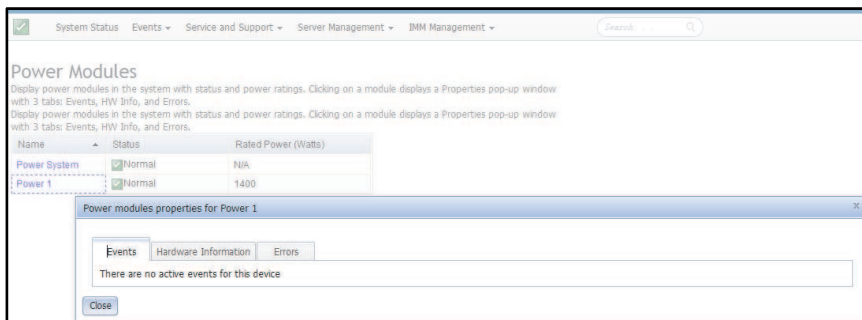 System Status Events Service and Support Server Management IMM Management Search...
Power Modules
Display power modules in the system with status and power ratings. Clicking on a module displays a Properties pop-up window
with 3 tabs: Events, HW Info, and Errors.
Display power modules in the system with status and power ratings. Clicking on a module displays a Properties pop-up window
with 3 tabs: Events, HW Info, and Errors.
Name Status Rated Power (Watts)
Power System Normal N/A
Power 1 Normal 1400
Power modules properties for Power 1 x
Events Hardware Information Errors
There are no active events for this device
Close